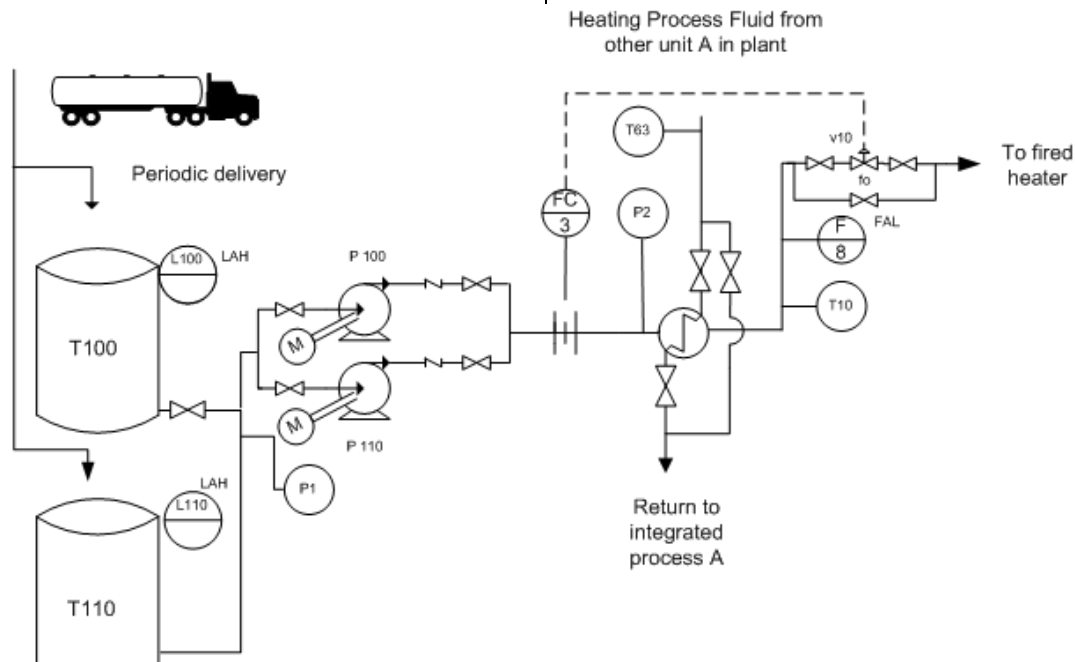 Heating Process Fluid from
other unit A in plant
T63
v10
To fired
heater
fo
Periodic delivery
FC
3
P2
FAL
F
8
L100
LAH
P 100
T10
T100
M
M
P 110
LAH
L110
P1
Return to
integrated
process A
T110